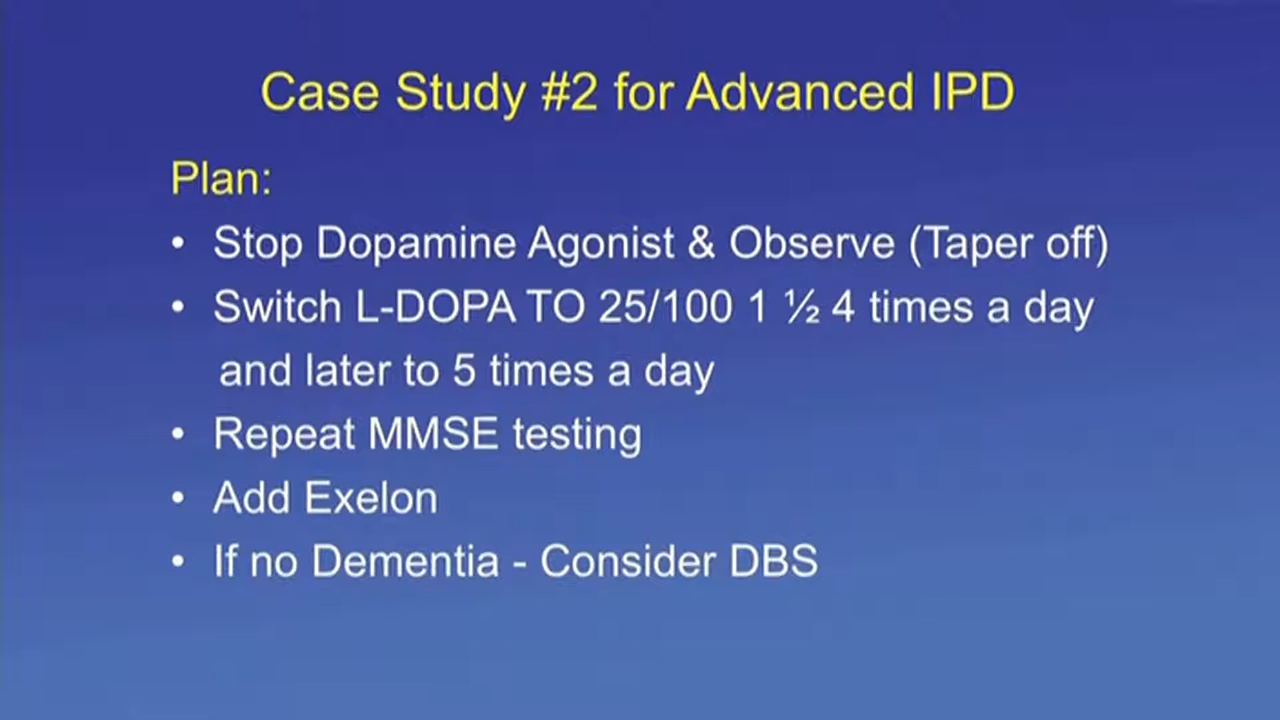 Case Study #2 for Advanced IPD
Plan:
• Stop Dopamine Agonist & Observe (Taper off)
• Switch L-DOPA TO 25/100 1 ½ 4 times a day
and later to 5 times a day
• Repeat MMSE testing
• Add Exelon
• If no Dementia - Consider DBS